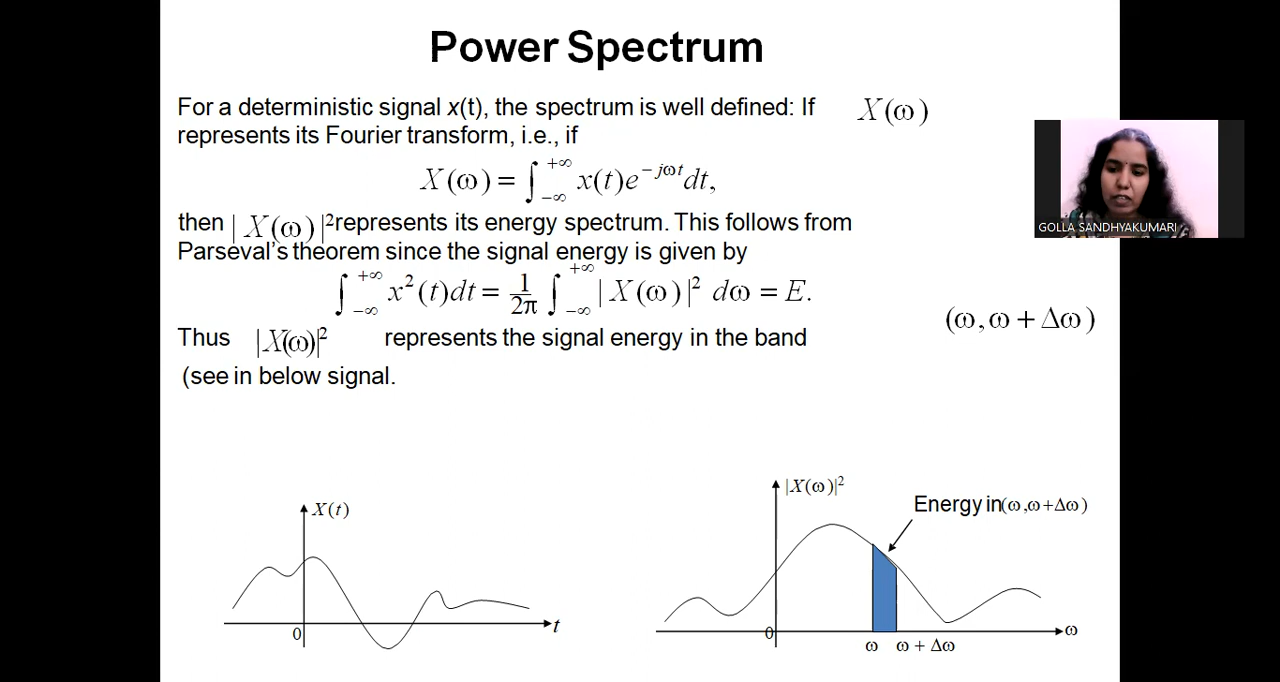 Power Spectrum
For a deterministic signal x(t), the spectrum is well defined: If X(ω)
represents its Fourier transform, i.e., if
X(ω) = ∫_{−∞}^{+∞} x(t)e^{−jωt}dt,
then |X(ω)|² represents its energy spectrum. This follows from
Parseval's theorem since the signal energy is given by
∫_{−∞}^{+∞} x²(t)dt = 1/2π ∫_{−∞}^{+∞} |X(ω)|² dω = E.
Thus |X(ω)|² represents the signal energy in the band (ω, ω + Δω)
(see in below signal.
GOLLA SANDHYAKUMARI
X(t)
0
t
|X(ω)|²
Energy in (ω, ω+Δω)
0
ω
ω ω + Δω